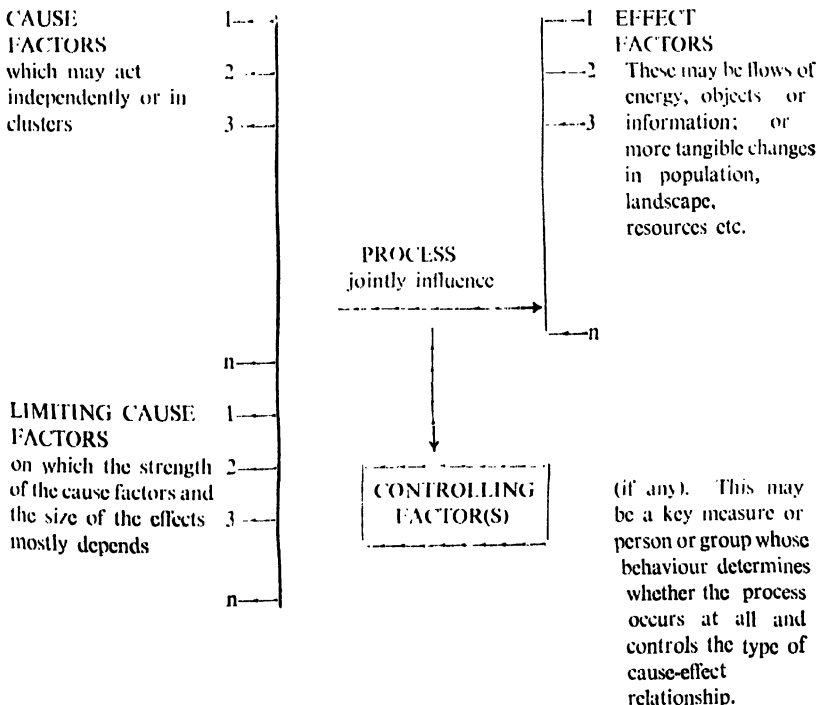 CAUSE
FACTORS
which may act
independently or in
clusters
1
2
3
n
LIMITING CAUSE
FACTORS
on which the strength
of the cause factors and
the size of the effects
mostly depends
1
2
3
n
PROCESS
jointly influence
CONTROLLING
FACTOR(S)
1
2
3
n
EFFECT
FACTORS
These may be flows of
energy, objects or
information; or
more tangible changes
in population,
landscape,
resources etc.
(if any). This may
be a key measure or
person or group whose
behaviour determines
whether the process
occurs at all and
controls the type of
cause-effect
relationship.